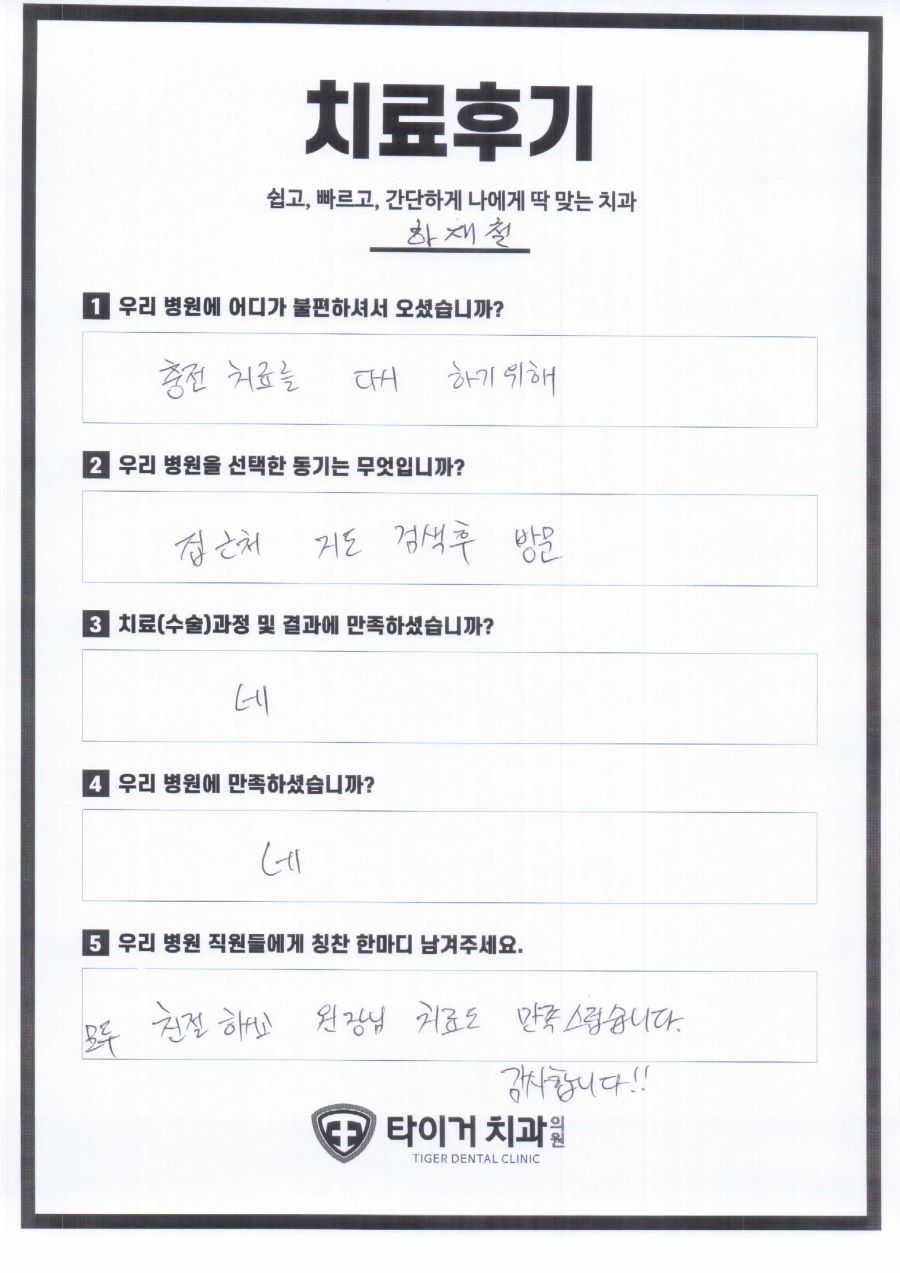 치료후기
쉽고, 빠르고, 간단하게 나에게 딱 맞는 치과
하재철
1 우리 병원에 어디가 불편하셔서 오셨습니까?
충전 치료를 다시 하기위해
2 우리 병원을 선택한 동기는 무엇입니까?
집근처 지도 검색후 방문
3 치료(수술)과정 및 결과에 만족하셨습니까?
네
4 우리 병원에 만족하셨습니까?
네
5 우리 병원 직원들에게 칭찬 한마디 남겨주세요.
모두 친절하시고 원장님 치료도 만족스럽습니다.
감사합니다!!
타이거 치과의원
TIGER DENTAL CLINIC